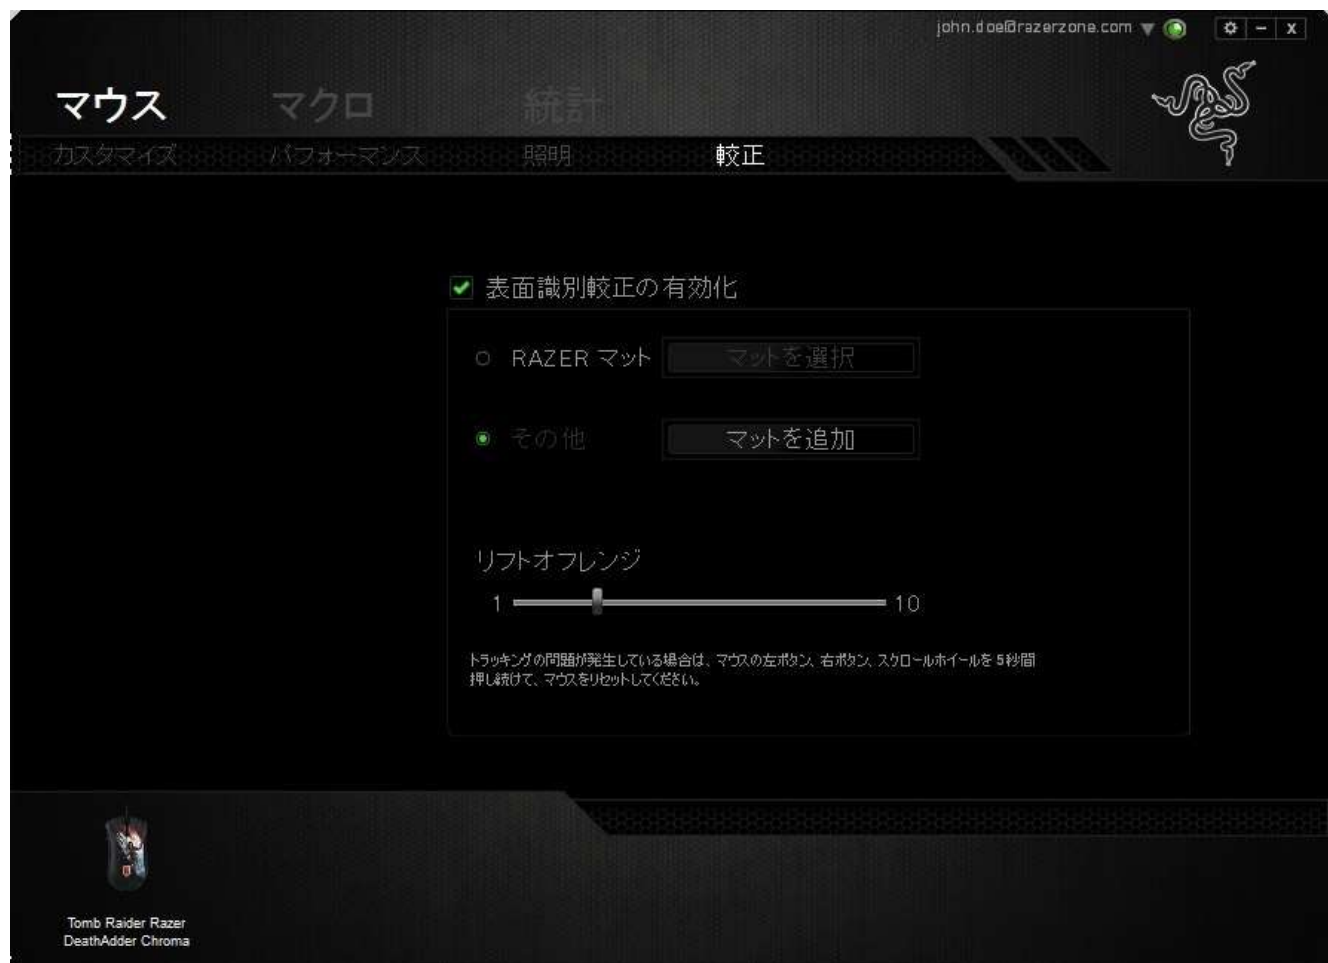 john.doe@razerzone.com
マウス マクロ 統計
カスタマイズ パフォーマンス 照明 較正
表面識別較正の有効化
RAZER マット マットを選択
その他 マットを追加
リフトオフレンジ
1 10
トラッキングの問題が発生している場合は、マウスの左ボタン、右ボタン、スクロールホイールを 5 秒間
押し続けて、マウスをリセットしてください。
Tomb Raider Razer
DeathAdder Chroma